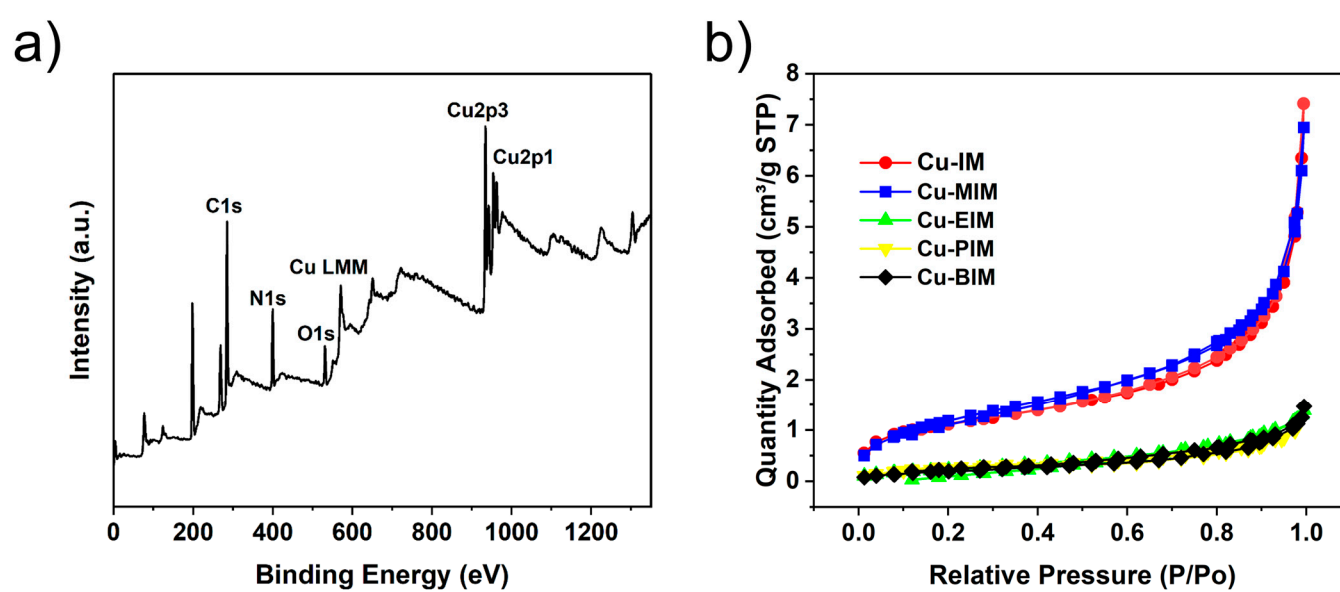 a)
Intensity (a.u.)
C1s
N1s
O1s
Cu LMM
Cu2p3
Cu2p1
0 200 400 600 800 1000 1200
Binding Energy (eV)
b)
Quantity Adsorbed (cm³/g STP)
8
7
6
5
4
3
2
1
0
Cu-IM
Cu-MIM
Cu-EIM
Cu-PIM
Cu-BIM
0.0 0.2 0.4 0.6 0.8 1.0
Relative Pressure (P/Po)